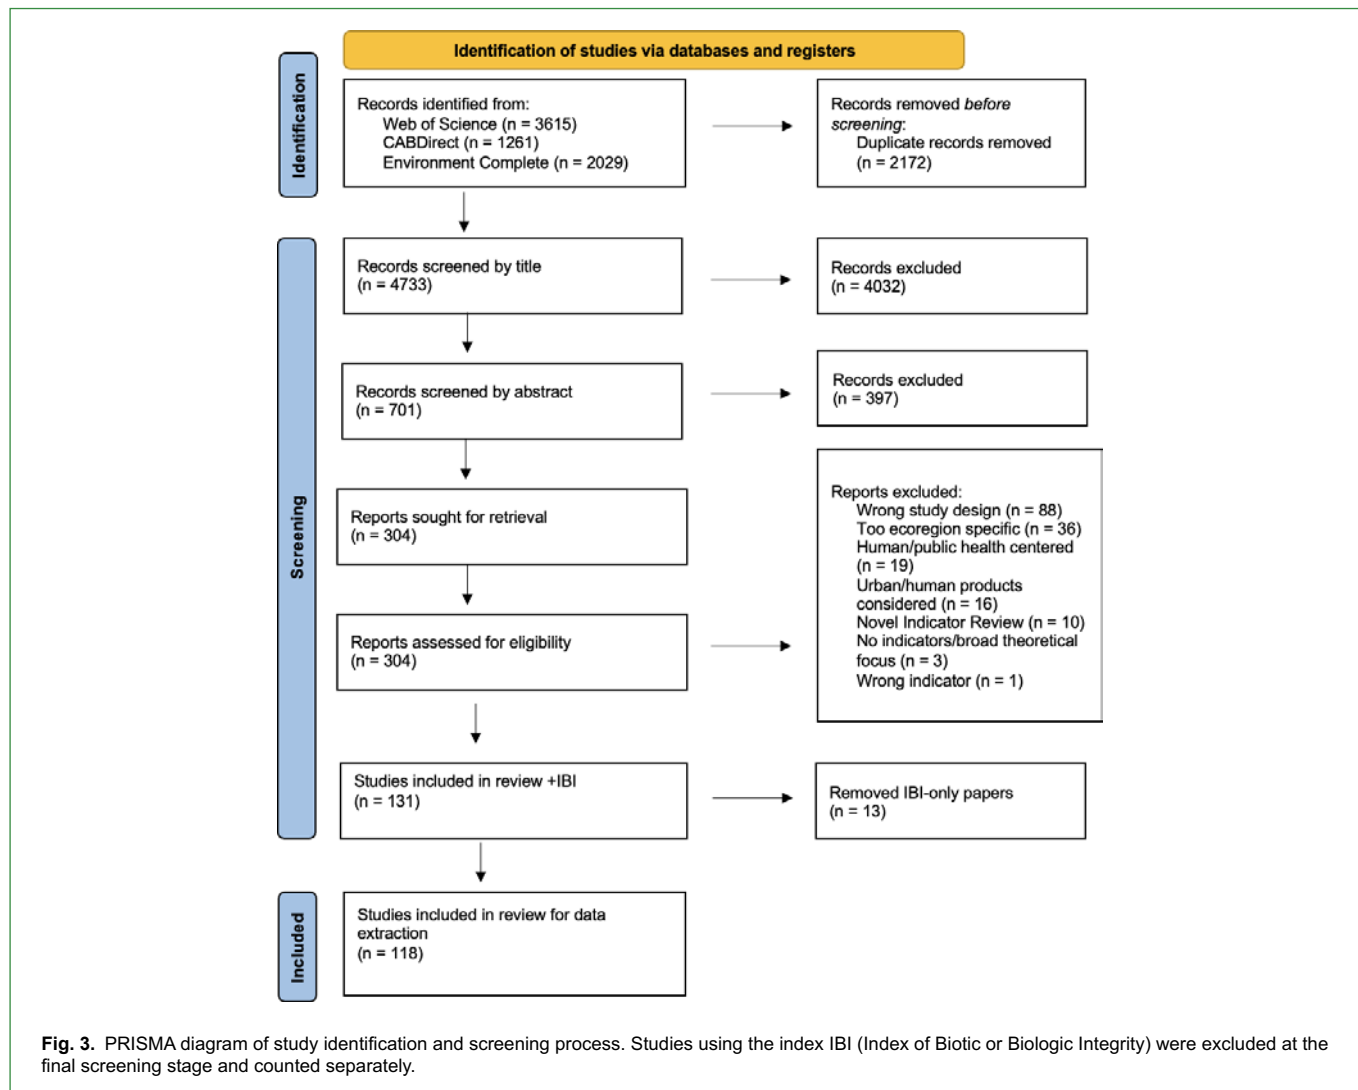 Identification of studies via databases and registers
Identification
Records identified from:
Web of Science (n = 3615)
CABDirect (n = 1261)
Environment Complete (n = 2029)
Records removed before
screening:
Duplicate records removed
(n = 2172)
Screening
Records screened by title
(n = 4733)
Records excluded
(n = 4032)
Records screened by abstract
(n = 701)
Records excluded
(n = 397)
Reports sought for retrieval
(n = 304)
Reports assessed for eligibility
(n = 304)
Reports excluded:
Wrong study design (n = 88)
Too ecoregion specific (n = 36)
Human/public health centered
(n = 19)
Urban/human products
considered (n = 16)
Novel Indicator Review (n = 10)
No indicators/broad theoretical
focus (n = 3)
Wrong indicator (n = 1)
Studies included in review +IBI
(n = 131)
Removed IBI-only papers
(n = 13)
Included
Studies included in review for data
extraction
(n = 118)
Fig. 3. PRISMA diagram of study identification and screening process. Studies using the index IBI (Index of Biotic or Biologic Integrity) were excluded at the
final screening stage and counted separately.